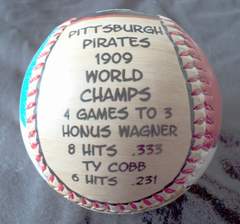 PITTSBURGH
PIRATES
1909
WORLD
CHAMPS
4 GAMES TO 3
HONUS WAGNER
8 HITS .333
TY COBB
6 HITS .231